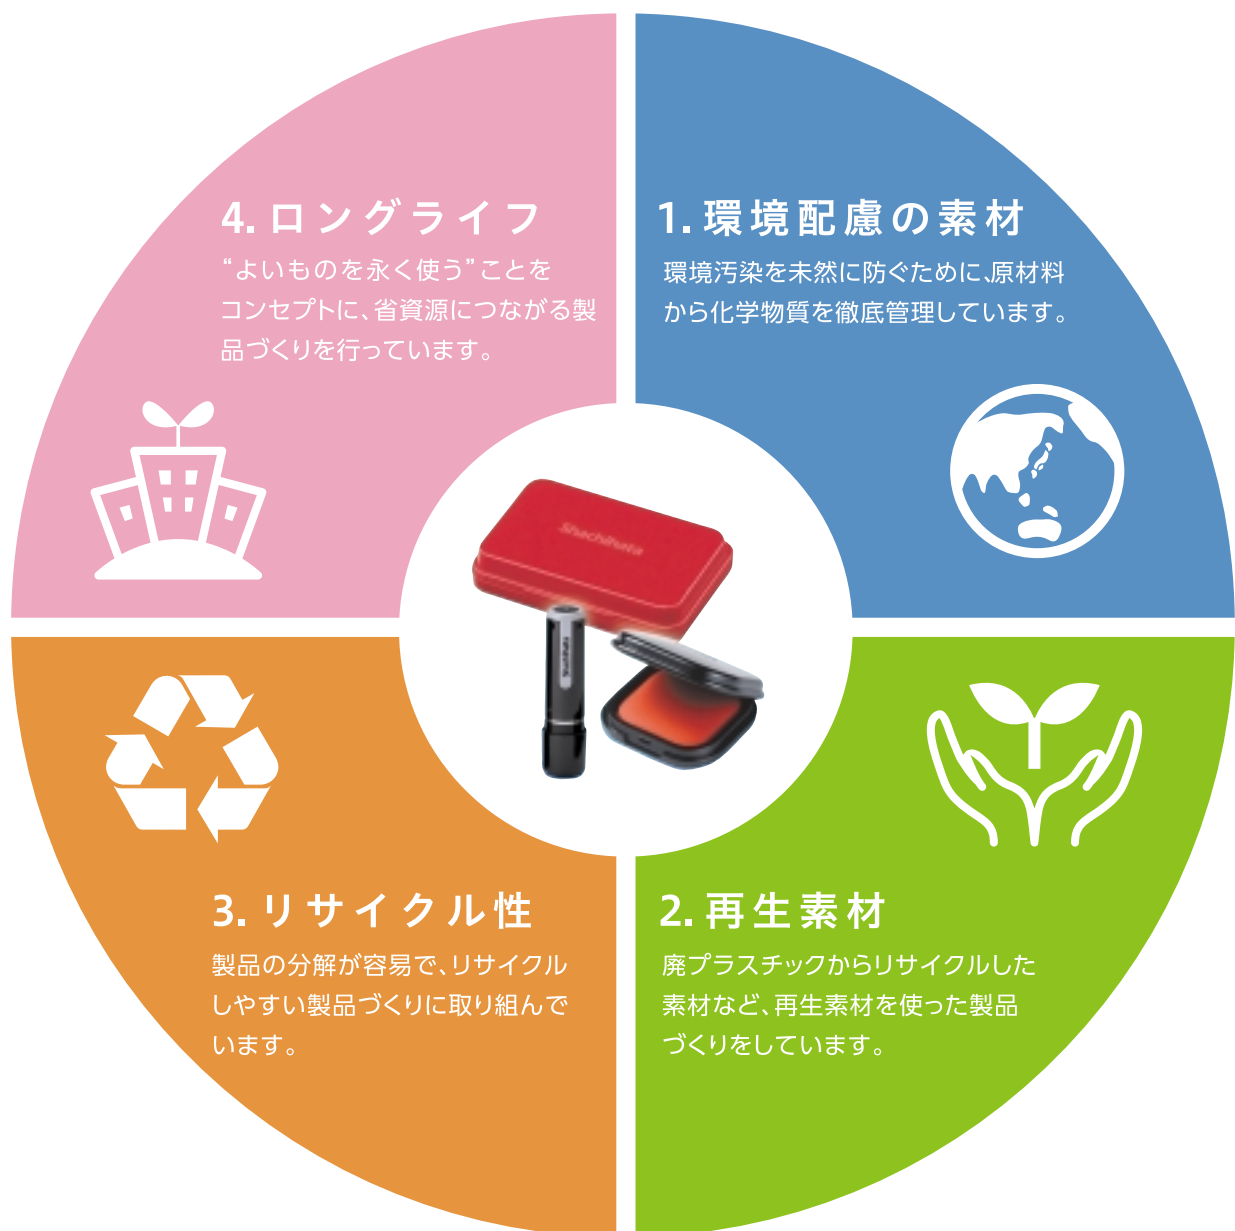 4. ロングライフ
“よいものを永く使う”ことを
コンセプトに、省資源につながる製
品づくりを行っています。
1. 環境配慮の素材
環境汚染を未然に防ぐために、原材料
から化学物質を徹底管理しています。
Shachihata
3. リサイクル性
製品の分解が容易で、リサイクル
しやすい製品づくりに取り組んで
います。
2. 再生素材
廃プラスチックからリサイクルした
素材など、再生素材を使った製品
づくりをしています。